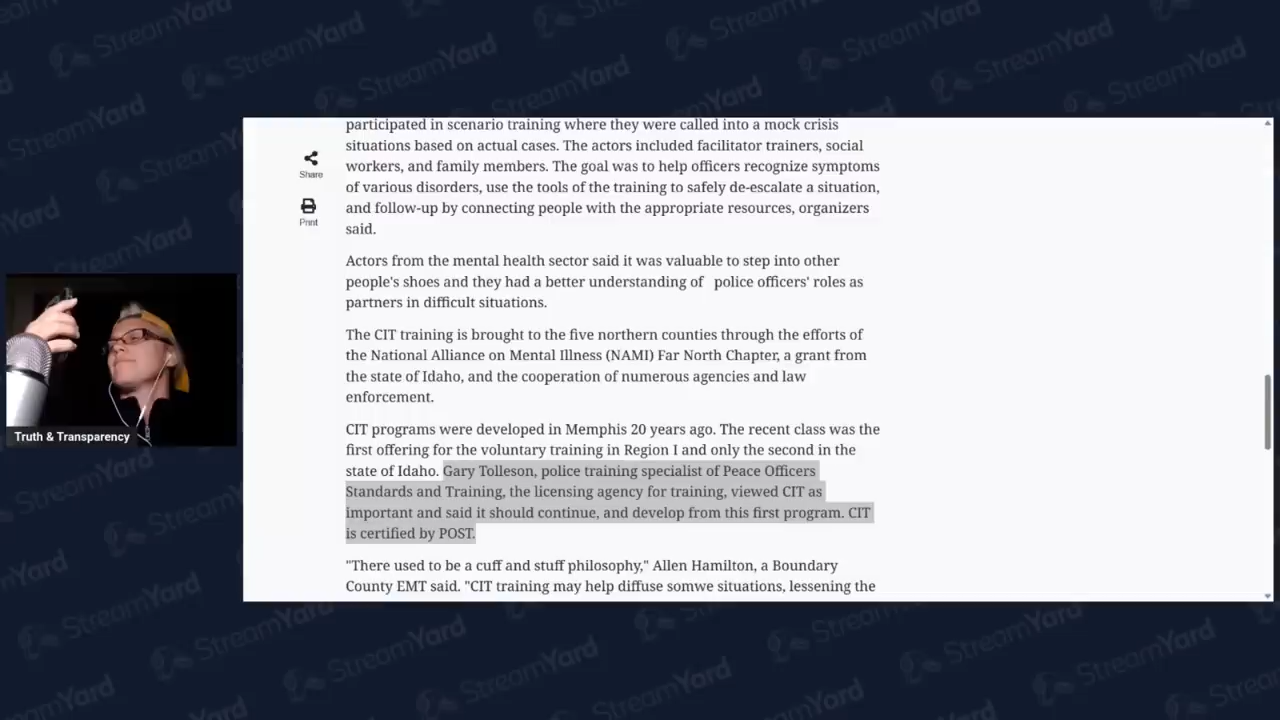 participated in scenario training where they were called into a mock crisis
situations based on actual cases. The actors included facilitator trainers, social
workers, and family members. The goal was to help officers recognize symptoms
of various disorders, use the tools of the training to safely de-escalate a situation,
and follow-up by connecting people with the appropriate resources, organizers
said.
Share
Print
Actors from the mental health sector said it was valuable to step into other
people's shoes and they had a better understanding of police officers' roles as
partners in difficult situations.
The CIT training is brought to the five northern counties through the efforts of
the National Alliance on Mental Illness (NAMI) Far North Chapter, a grant from
the state of Idaho, and the cooperation of numerous agencies and law
enforcement.
CIT programs were developed in Memphis 20 years ago. The recent class was the
first offering for the voluntary training in Region I and only the second in the
state of Idaho. Gary Tolleson, police training specialist of Peace Officers
Standards and Training, the licensing agency for training, viewed CIT as
important and said it should continue, and develop from this first program. CIT
is certified by POST.
"There used to be a cuff and stuff philosophy," Allen Hamilton, a Boundary
County EMT said. "CIT training may help diffuse somwe situations, lessening the
Truth & Transparency
StreamYard